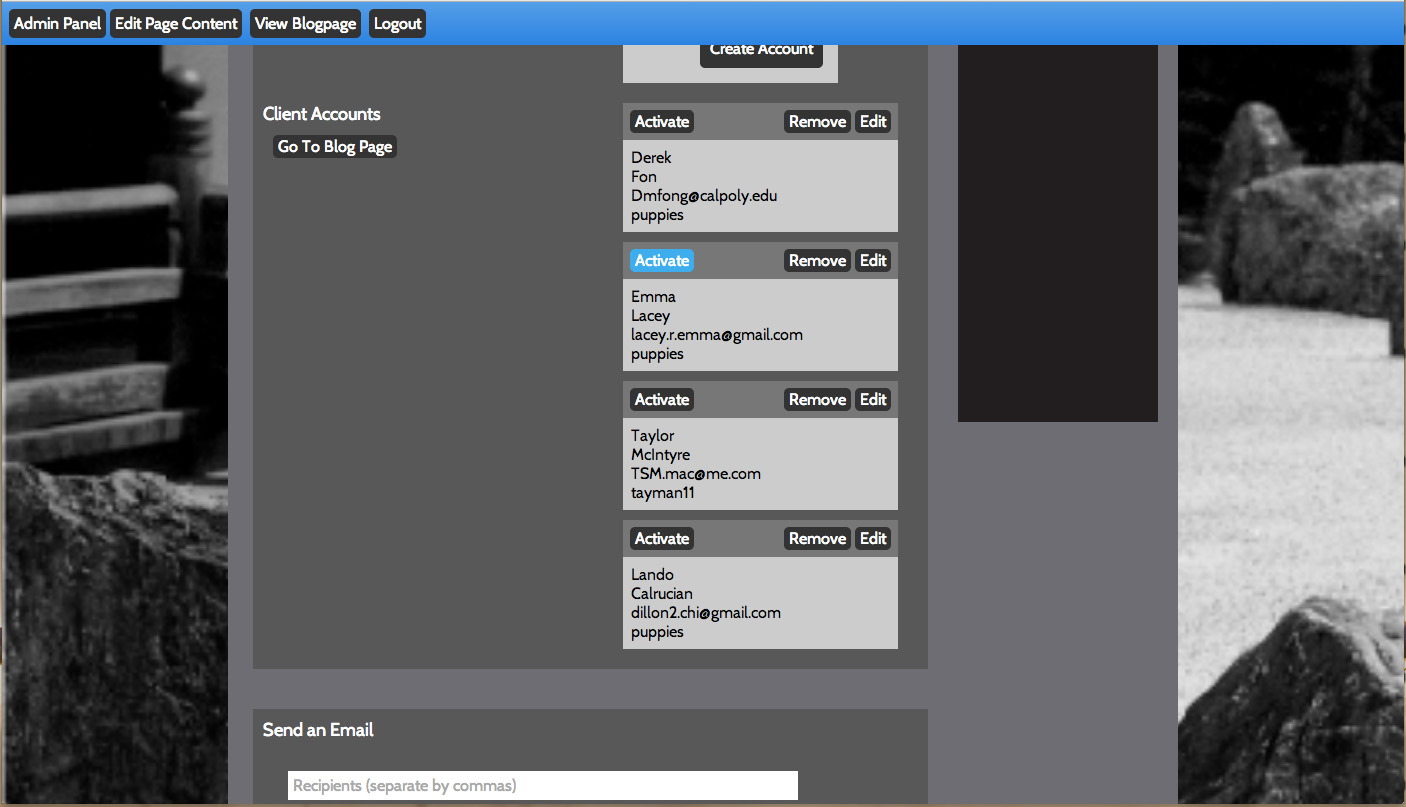 Admin Panel Edit Page Content View Blogpage Logout
Create Account
Client Accounts
Go To Blog Page
Activate Remove Edit
Derek
Fon
Dmfong@calpoly.edu
puppies
Activate Remove Edit
Emma
Lacey
lacey.r.emma@gmail.com
puppies
Activate Remove Edit
Taylor
McIntyre
TSM.mac@me.com
tayman11
Activate Remove Edit
Lando
Calrucian
dillon2.chi@gmail.com
puppies
Send an Email
Recipients (separate by commas)